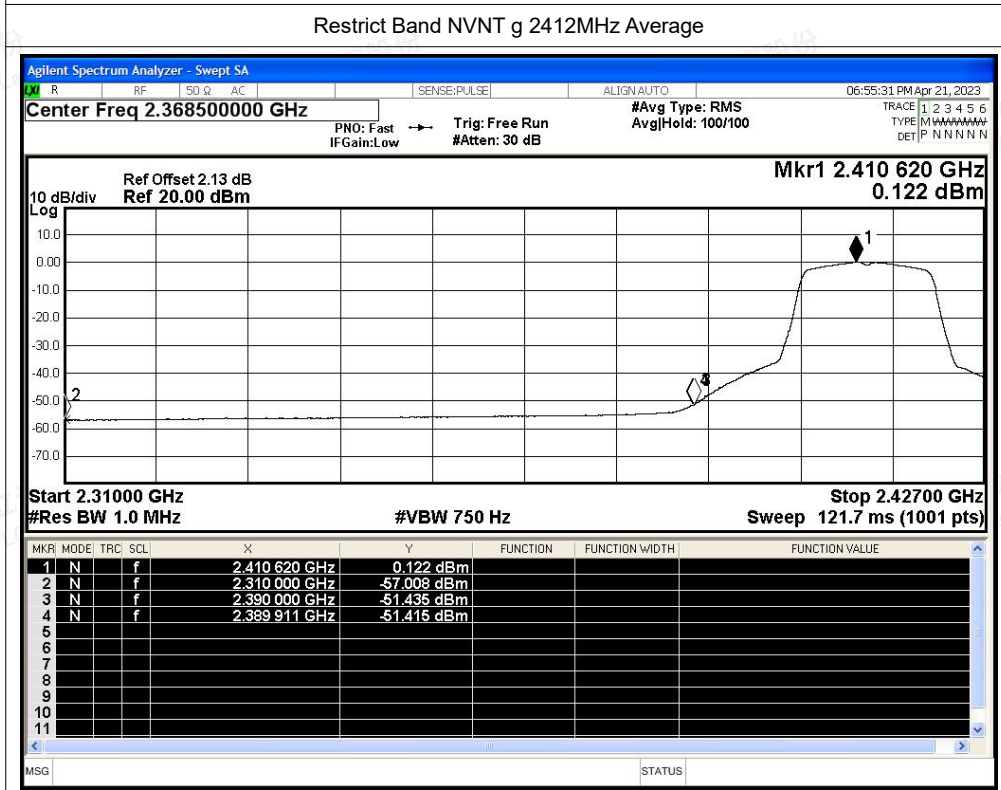 Restrict Band NVNT g 2412MHz Average
Agilent Spectrum Analyzer - Swept SA
LXI R RF 50 Ω AC SENSE:PULSE ALIGN AUTO 06:55:31 PM Apr 21, 2023
Center Freq 2.368500000 GHz #Avg Type: RMS TRACE 1 2 3 4 5 6
PNO: Fast Trig: Free Run Avg|Hold: 100/100 TYPE M WWWWW
IFGain:Low #Atten: 30 dB DET P N N N N N
Mkr1 2.410 620 GHz
Ref Offset 2.13 dB 0.122 dBm
10 dB/div Ref 20.00 dBm
Log
10.0
1
0.00
-10.0
-20.0
-30.0
-40.0
2
-50.0
-60.0
-70.0
Start 2.31000 GHz Stop 2.42700 GHz
#Res BW 1.0 MHz #VBW 750 Hz Sweep 121.7 ms (1001 pts)
MKR MODE TRC SCL X Y FUNCTION FUNCTION WIDTH FUNCTION VALUE
1 N f 2.410 620 GHz 0.122 dBm
2 N f 2.310 000 GHz -57.008 dBm
3 N f 2.390 000 GHz -51.435 dBm
4 N f 2.389 911 GHz -51.415 dBm
5
6
7
8
9
10
11
MSG STATUS